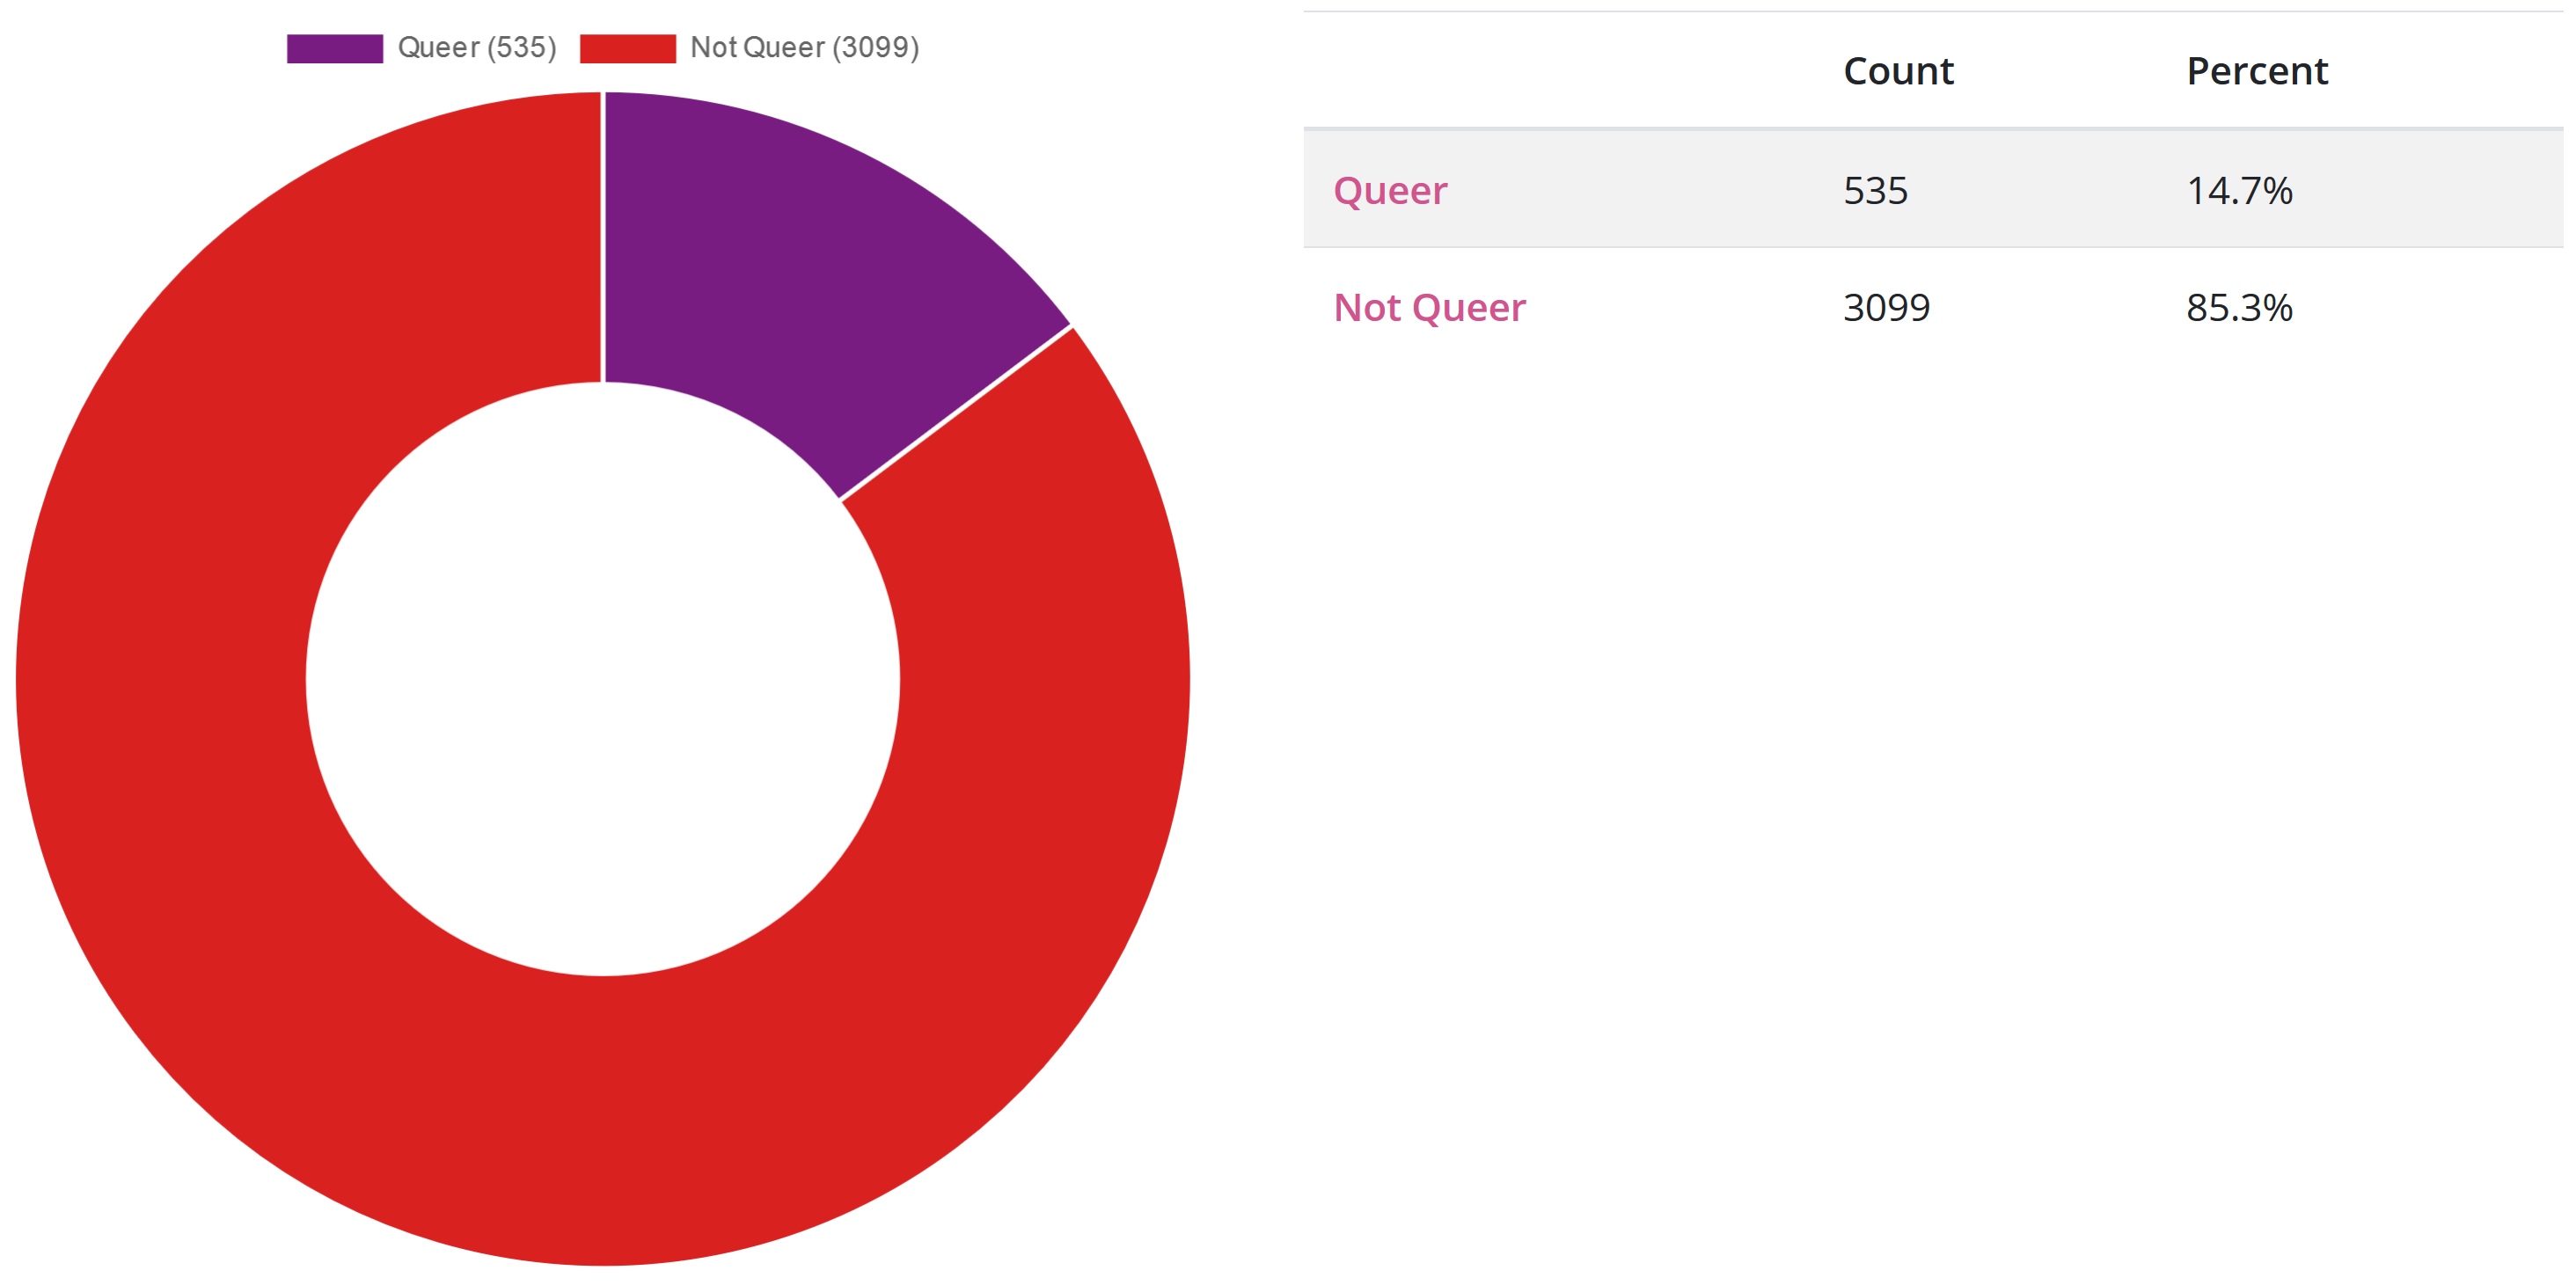 Queer (535) Not Queer (3099)
Count Percent
Queer 535 14.7%
Not Queer 3099 85.3%